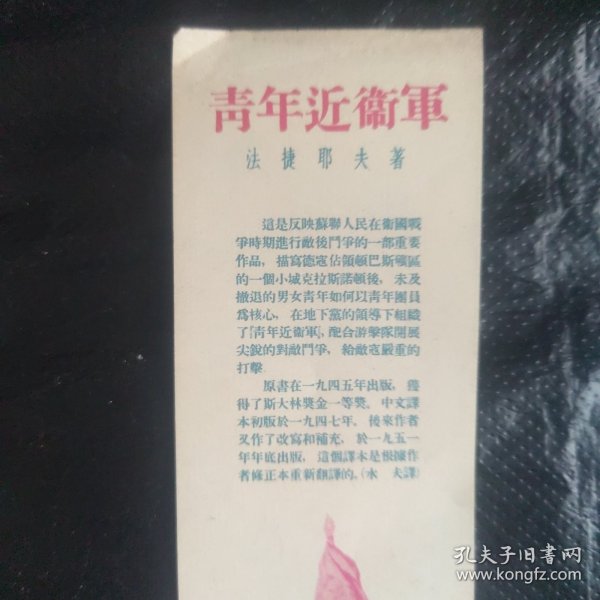 青年近衞軍
法捷耶夫著
這是反映蘇聯人民在衞國戰
爭時期進行敵後鬥爭的一部重要
作品，描寫德寇佔領頓巴斯礦區
的一個小城克拉斯諾頓後，未及
撤退的男女青年如何以青年團員
爲核心，在地下黨的領導下組織
了「青年近衞軍」，配合游擊隊開展
尖銳的對敵鬥爭，給敵寇嚴重的
打擊。
原書在一九四五年出版，獲
得了斯大林獎金一等獎。中文譯
本初版於一九四七年。後來作者
又作了改寫和補充，於一九五一
年年底出版，這個譯本是根據作
者修正本重新翻譯的。（水 夫譯）
孔夫子旧书网
www.kongfz.com